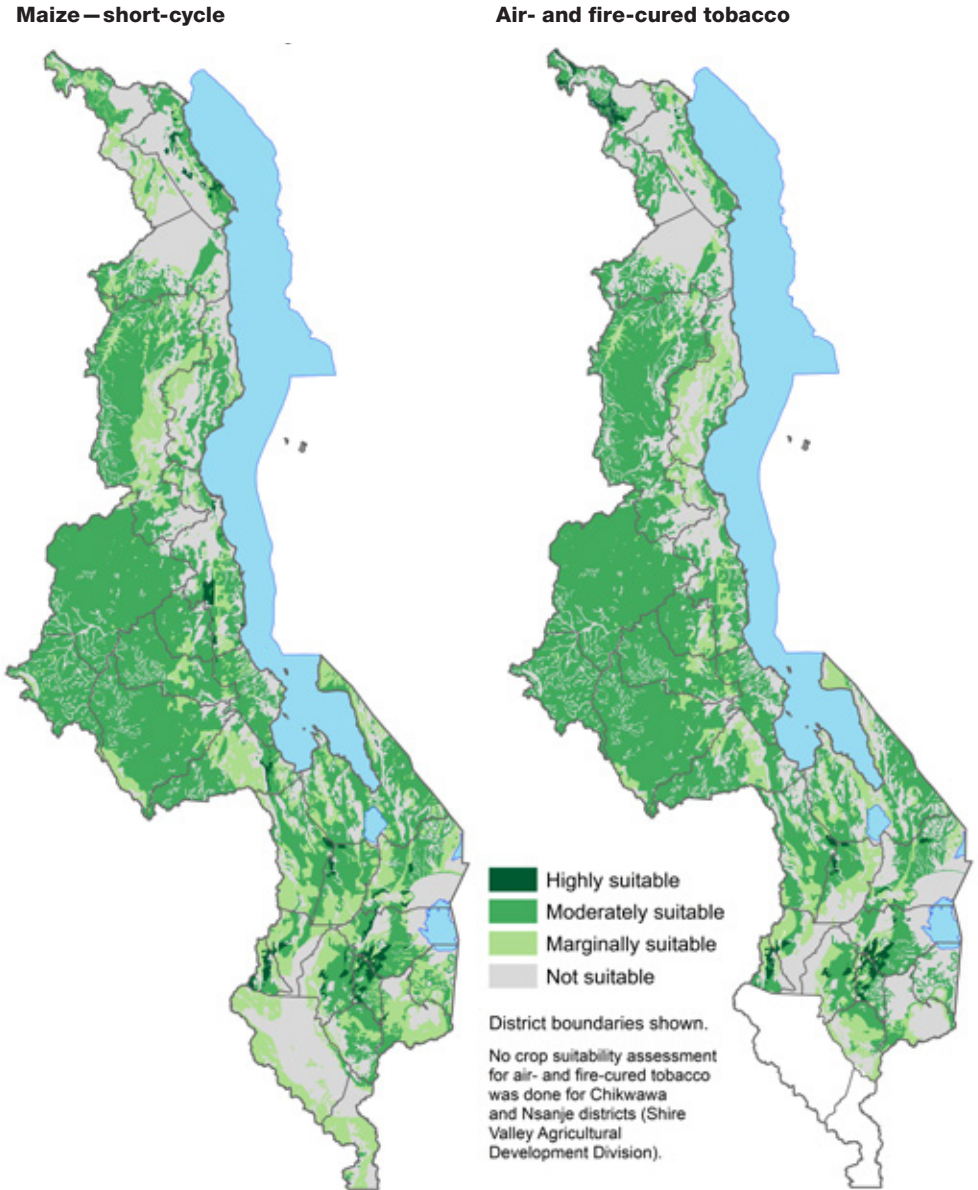 Maize—short-cycle
Air- and fire-cured tobacco
Highly suitable
Moderately suitable
Marginally suitable
Not suitable
District boundaries shown.
No crop suitability assessment
for air- and fire-cured tobacco
was done for Chikwawa
and Nsanje districts (Shire
Valley Agricultural
Development Division).